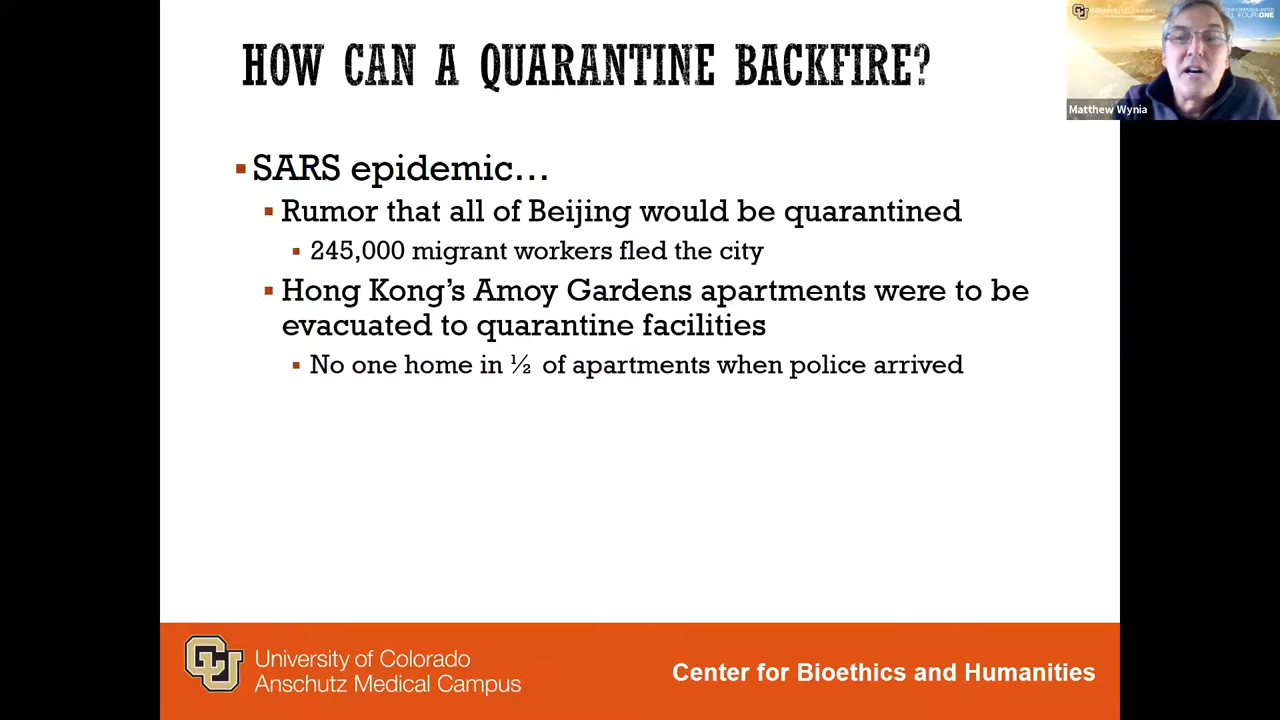 HOW CAN A QUARANTINE BACKFIRE?
Matthew Wynia
SARS epidemic…
Rumor that all of Beijing would be quarantined
245,000 migrant workers fled the city
Hong Kong’s Amoy Gardens apartments were to be
evacuated to quarantine facilities
No one home in ½ of apartments when police arrived
University of Colorado
Anschutz Medical Campus
Center for Bioethics and Humanities